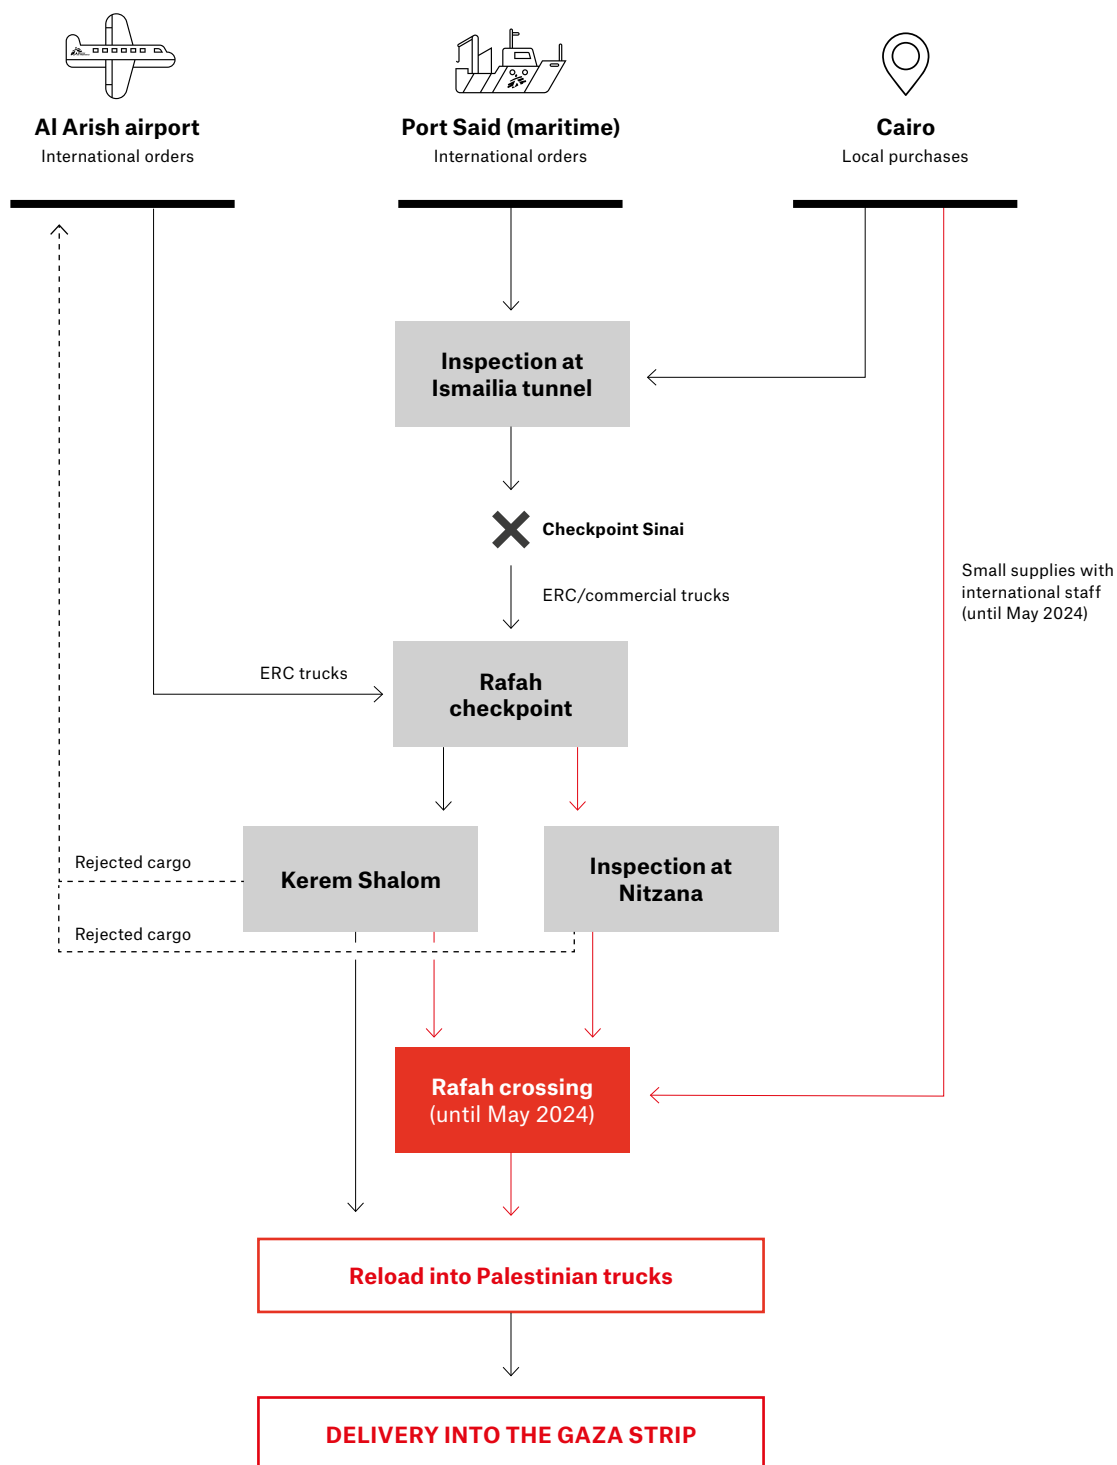 Al Arish airport
International orders
Port Said (maritime)
International orders
Cairo
Local purchases
Inspection at
Ismailia tunnel
Checkpoint Sinai
ERC/commercial trucks
Small supplies with
international staff
(until May 2024)
ERC trucks
Rafah
checkpoint
Rejected cargo
Kerem Shalom
Inspection at
Nitzana
Rejected cargo
Rafah crossing
(until May 2024)
Reload into Palestinian trucks
DELIVERY INTO THE GAZA STRIP